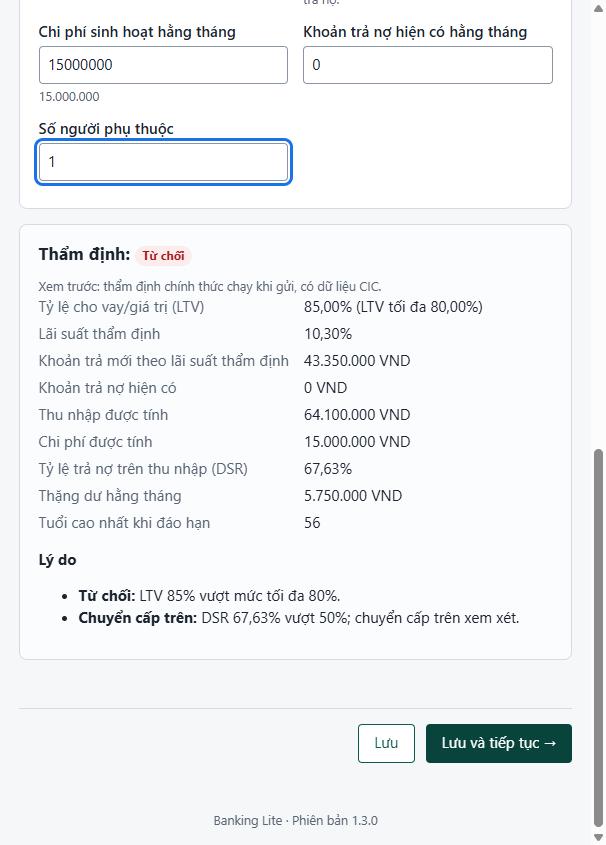 trả nợ.
Chi phí sinh hoạt hằng tháng
Khoản trả nợ hiện có hằng tháng
15000000
0
15.000.000
Số người phụ thuộc
1
Thẩm định: Từ chối
Xem trước: thẩm định chính thức chạy khi gửi, có dữ liệu CIC.
Tỷ lệ cho vay/giá trị (LTV) 85,00% (LTV tối đa 80,00%)
Lãi suất thẩm định 10,30%
Khoản trả mới theo lãi suất thẩm định 43.350.000 VND
Khoản trả nợ hiện có 0 VND
Thu nhập được tính 64.100.000 VND
Chi phí được tính 15.000.000 VND
Tỷ lệ trả nợ trên thu nhập (DSR) 67,63%
Thặng dư hằng tháng 5.750.000 VND
Tuổi cao nhất khi đáo hạn 56
Lý do
• Từ chối: LTV 85% vượt mức tối đa 80%.
• Chuyển cấp trên: DSR 67,63% vượt 50%; chuyển cấp trên xem xét.
Lưu
Lưu và tiếp tục →
Banking Lite · Phiên bản 1.3.0